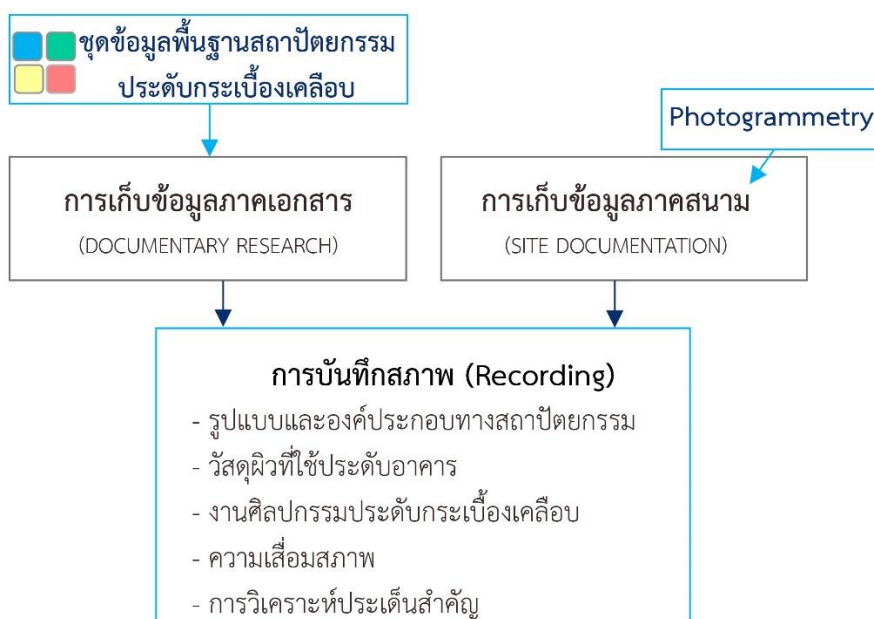 ชุดข้อมูลพื้นฐานสถาปัตยกรรม
ประดับกระเบื้องเคลือบ
Photogrammetry
การเก็บข้อมูลภาคเอกสาร
(DOCUMENTARY RESEARCH)
การเก็บข้อมูลภาคสนาม
(SITE DOCUMENTATION)
การบันทึกสภาพ (Recording)
- รูปแบบและองค์ประกอบทางสถาปัตยกรรม
- วัสดุผิวที่ใช้ประดับอาคาร
- งานศิลปกรรมประดับกระเบื้องเคลือบ
- ความเสื่อมสภาพ
- การวิเคราะห์ประเด็นสำคัญ